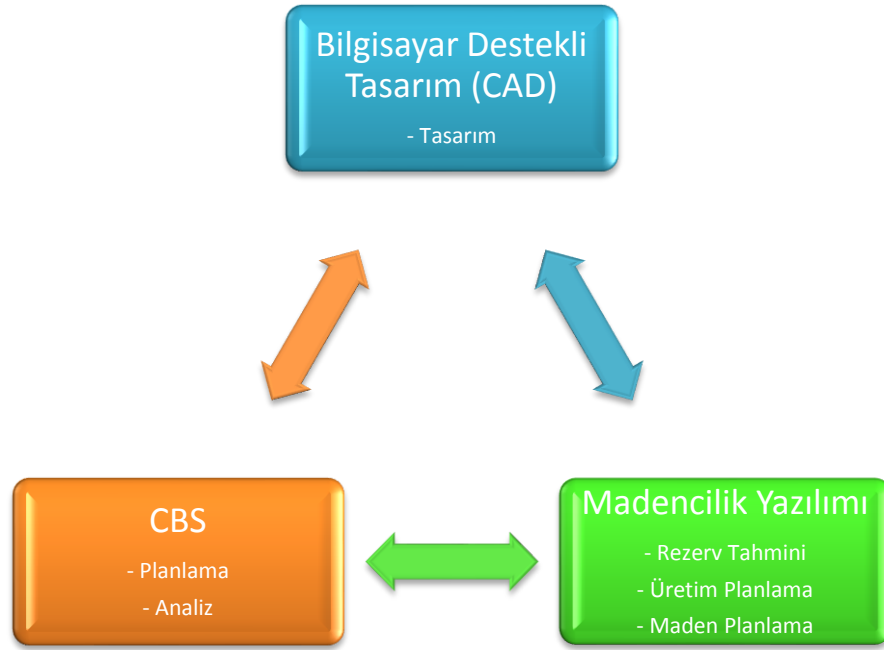 Bilgisayar Destekli
Tasarım (CAD)
- Tasarım
CBS
- Planlama
- Analiz
Madencilik Yazılımı
- Rezerv Tahmini
- Üretim Planlama
- Maden Planlama